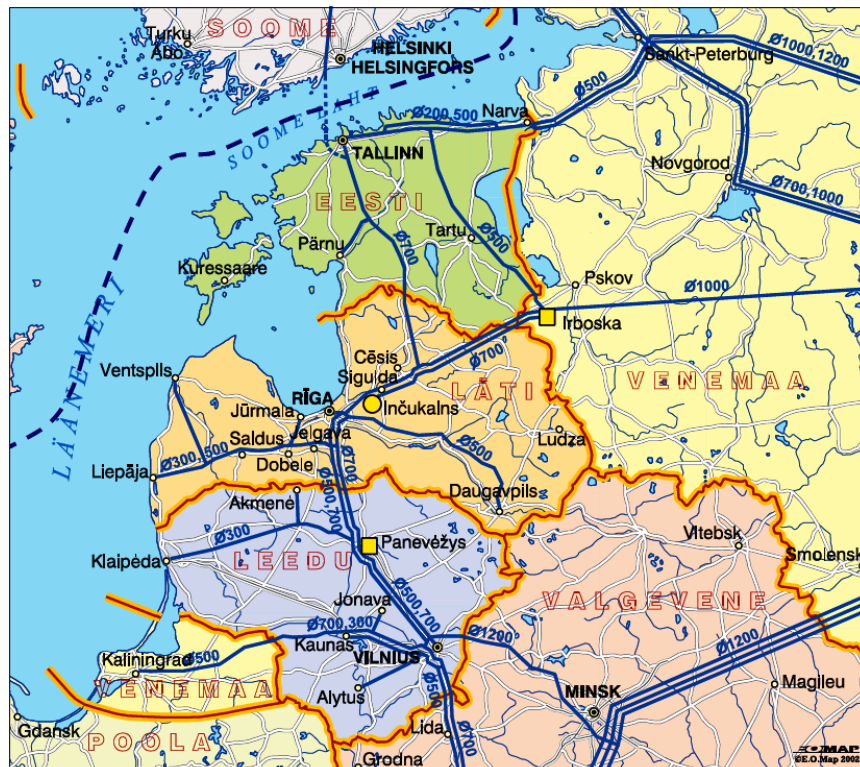 SOOME
Turku
Åbo
HELSINKI
HELSINGFORS
Sankt-Peterburg
Ø1000,1200
Ø500
SOOME LAHT
Ø200,500
Narva
TALLINN
Novgorod
Ø700,1000
EESTI
Pärnu
Ø700
Tartu
Ø500
Kuressaare
Pskov
Ø1000
Irboska
LÄÄNEMERI
Ø700
Cēsis
Sigulda
Ventspils
RĪGA
LÄTI
VENEMAA
Jūrmala
Inčukalns
Jelgava
Saldus
Dobele
Ø300,500
Liepāja
Ø700
Ø500,700
Ø500
Ludza
Daugavpils
Akmenė
Ø300
Klaipėda
LEEDU
Panevėžys
Vitebsk
Smolensk
VALGEVENE
Jonava
Ø500,700
Ø700,300
Kaunas
VILNIUS
Ø1200
Ø1200
Kaliningrad
Ø500
VENEMAA
Alytus
Ø500
Ø700
MINSK
Magileu
Gdansk
POOLA
Lida
Grodna
E.O.MAP
©E.O.Map 2002